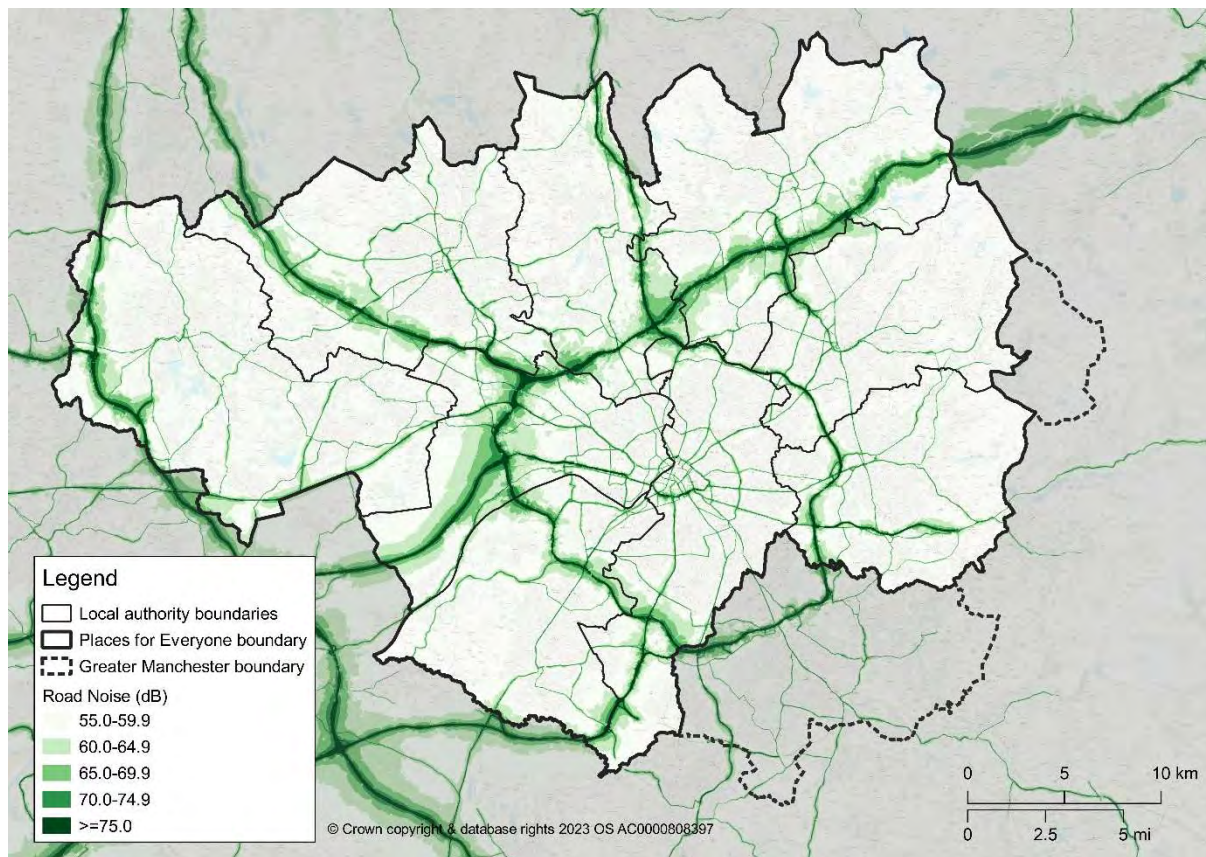 Legend
Local authority boundaries
Places for Everyone boundary
Greater Manchester boundary
Road Noise (dB)
55.0-59.9
60.0-64.9
65.0-69.9
70.0-74.9
>=75.0
© Crown copyright & database rights 2023 OS AC0000808397
0 5 10 km
0 2.5 5 mi